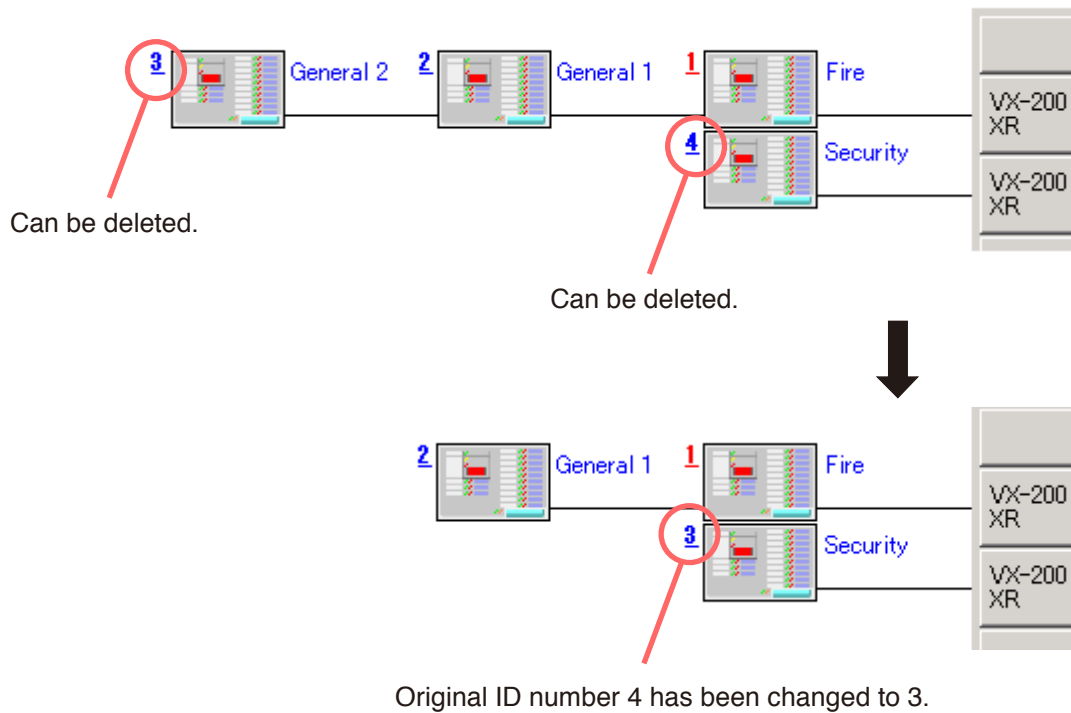 3
General 2
2
General 1
1
Fire
VX-200
XR
4
Security
VX-200
XR
Can be deleted.
Can be deleted.
2
General 1
1
Fire
VX-200
XR
3
Security
VX-200
XR
Original ID number 4 has been changed to 3.